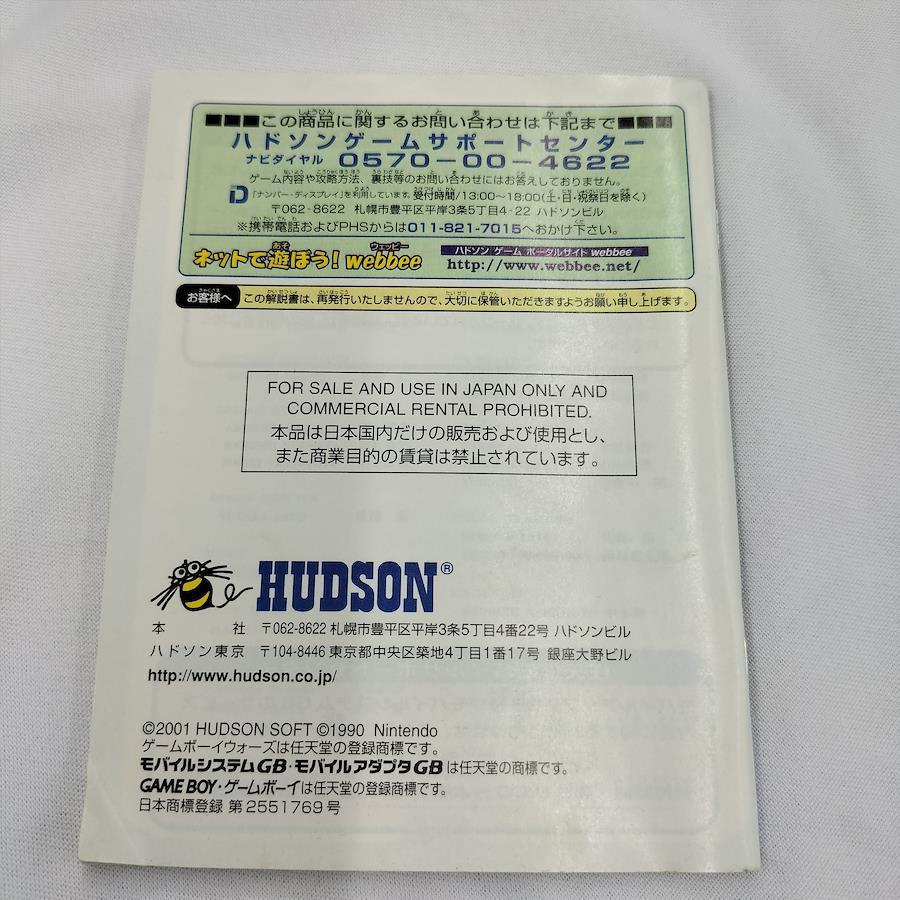 ■■■この商品に関するお問い合わせは下記まで■■■
ハドソンゲームサポートセンター
ナビダイヤル 0570-00-4622
ゲーム内容や攻略方法、裏技等のお問い合わせにはお答えしておりません。
D 「ナンバー・ディスプレイ」を利用しています。受付時間/13:00~18:00(土・日・祝祭日を除く)
〒062-8622 札幌市豊平区平岸3条5丁目4-22 ハドソンビル
※携帯電話およびPHSからは011-821-7015へおかけ下さい。
ネットで遊ぼう! webbee ハドソン ゲーム ポータルサイト webbee
http://www.webbee.net/
お客様へ この解説書は、再発行いたしませんので、大切に保管いただきますようお願い申し上げます。
FOR SALE AND USE IN JAPAN ONLY AND
COMMERCIAL RENTAL PROHIBITED.
本品は日本国内だけの販売および使用とし、
また商業目的の賃貸は禁止されています。
HUDSON®
本社 〒062-8622 札幌市豊平区平岸3条5丁目4番22号 ハドソンビル
ハドソン東京 〒104-8446 東京都中央区築地4丁目1番17号 銀座大野ビル
http://www.hudson.co.jp/
©2001 HUDSON SOFT ©1990 Nintendo
ゲームボーイウォーズは任天堂の登録商標です。
モバイルシステムGB・モバイルアダプタGBは任天堂の商標です。
GAME BOY・ゲームボーイは任天堂の登録商標です。
日本商標登録 第2551769号